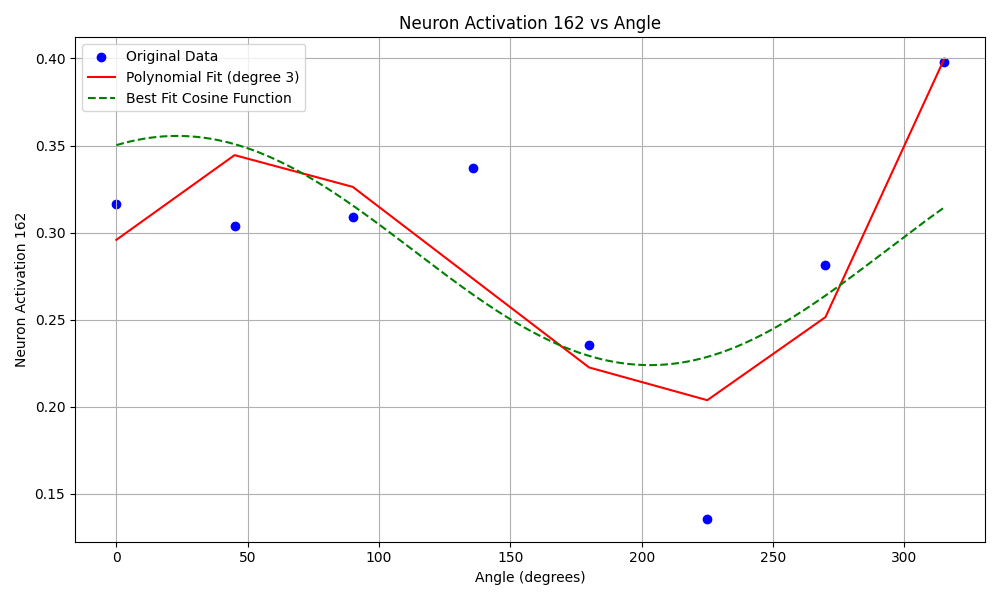 Neuron Activation 162 vs Angle
Original Data
Polynomial Fit (degree 3)
Best Fit Cosine Function
Neuron Activation 162
0.40
0.35
0.30
0.25
0.20
0.15
0 50 100 150 200 250 300
Angle (degrees)